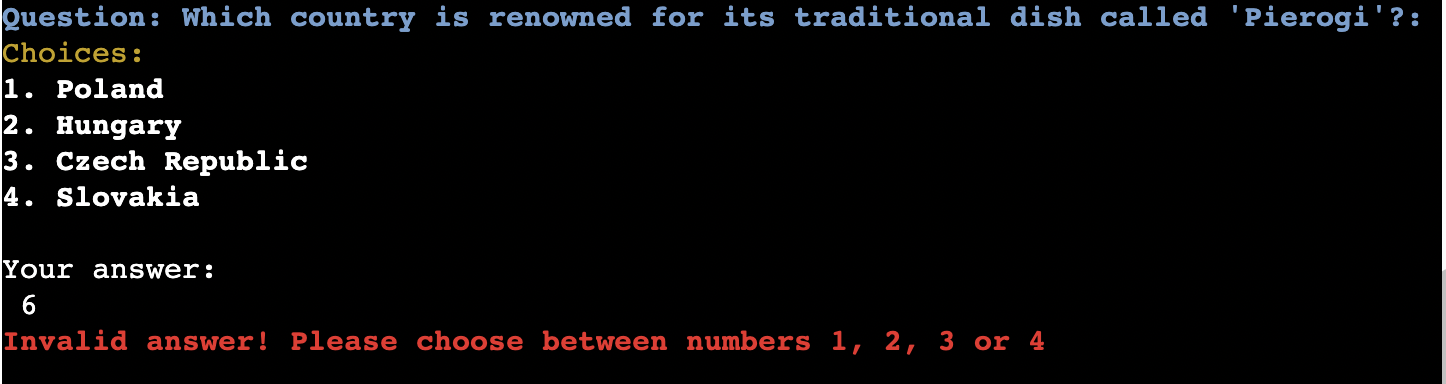 Question: Which country is renowned for its traditional dish called 'Pierogi'?:
Choices:
1. Poland
2. Hungary
3. Czech Republic
4. Slovakia
Your answer:
6
Invalid answer! Please choose between numbers 1, 2, 3 or 4